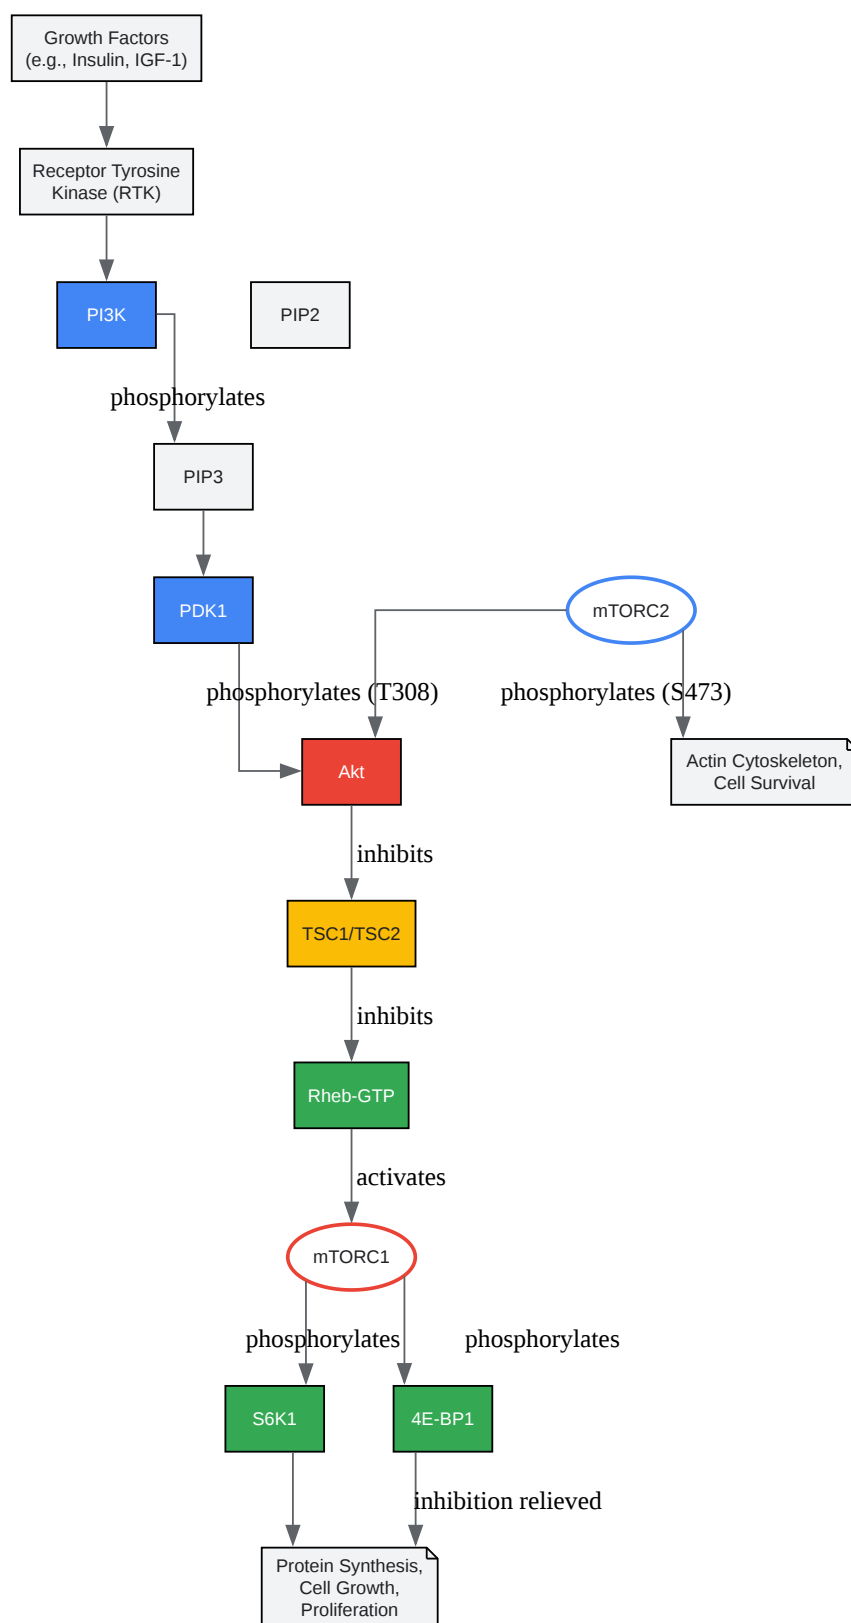 Growth Factors
(e.g., Insulin, IGF-1)
Receptor Tyrosine
Kinase (RTK)
PI3K
PIP2
phosphorylates
PIP3
PDK1
mTORC2
phosphorylates (T308)
phosphorylates (S473)
Akt
Actin Cytoskeleton,
Cell Survival
inhibits
TSC1/TSC2
inhibits
Rheb-GTP
activates
mTORC1
phosphorylates
phosphorylates
S6K1
4E-BP1
inhibition relieved
Protein Synthesis,
Cell Growth,
Proliferation